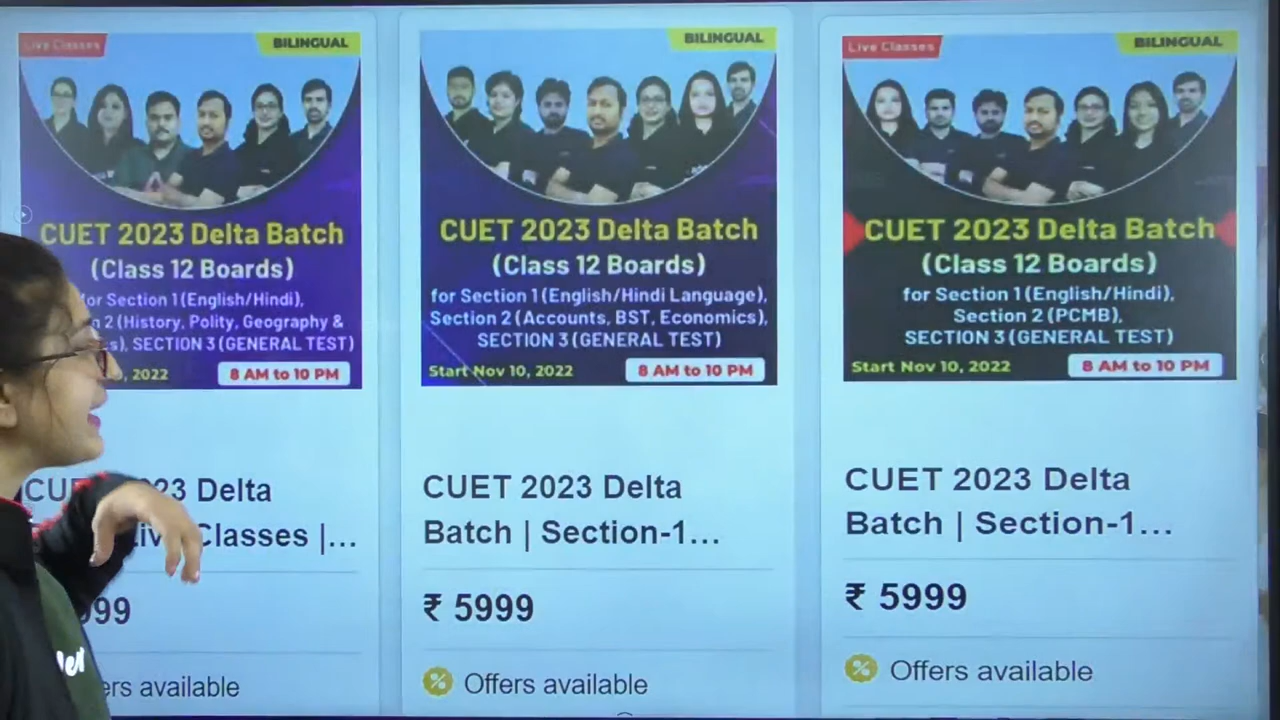 Live Classes
BILINGUAL
CUET 2023 Delta Batch
(Class 12 Boards)
for Section 1 (English/Hindi),
2 (History, Polity, Geography &
SECTION 3 (GENERAL TEST)
2022
8 AM to 10 PM
CUET 2023 Delta
Classes |...
999
available
BILINGUAL
CUET 2023 Delta Batch
(Class 12 Boards)
for Section 1 (English/Hindi Language),
Section 2 (Accounts, BST, Economics),
SECTION 3 (GENERAL TEST)
Start Nov 10, 2022
8 AM to 10 PM
CUET 2023 Delta
Batch | Section-1...
₹ 5999
Offers available
Live Classes
BILINGUAL
CUET 2023 Delta Batch
(Class 12 Boards)
for Section 1 (English/Hindi),
Section 2 (PCMB),
SECTION 3 (GENERAL TEST)
Start Nov 10, 2022
8 AM to 10 PM
CUET 2023 Delta
Batch | Section-1...
₹ 5999
Offers available